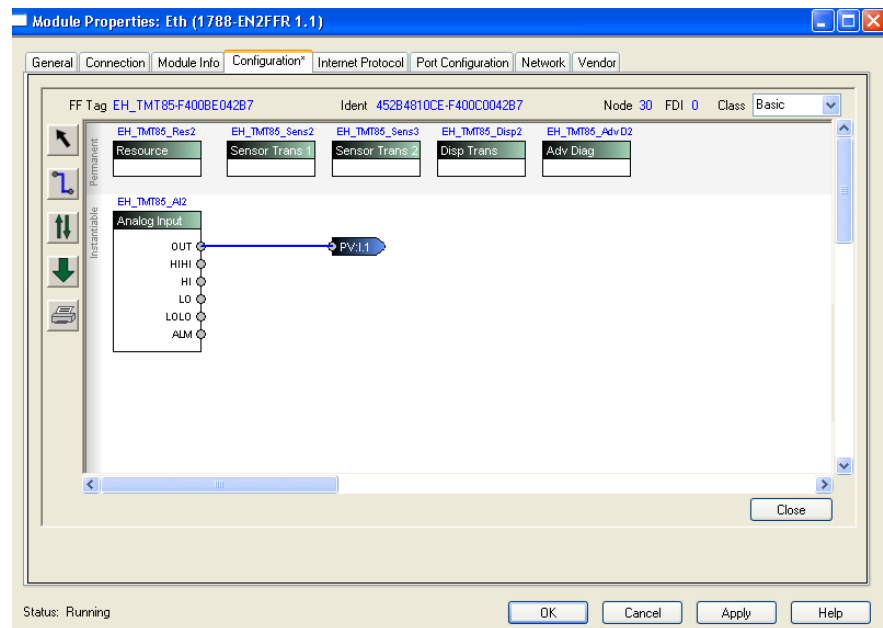 Module Properties: Eth (1788-EN2FFR 1.1)
General Connection Module Info Configuration* Internet Protocol Port Configuration Network Vendor
FF Tag EH_TMT85-F400BE042B7 Ident 452B4810CE-F400C0042B7 Node 30 FDI 0 Class Basic
Permanent
EH_TMT85_Res2 EH_TMT85_Sens2 EH_TMT85_Sens3 EH_TMT85_Disp2 EH_TMT85_AdvD2
Resource Sensor Trans 1 Sensor Trans 2 Disp Trans Adv Diag
Instantiable
EH_TMT85_AI2
Analog Input
OUT PV:I.1
HIHI
HI
LO
LOLO
ALM
Close
Status: Running OK Cancel Apply Help